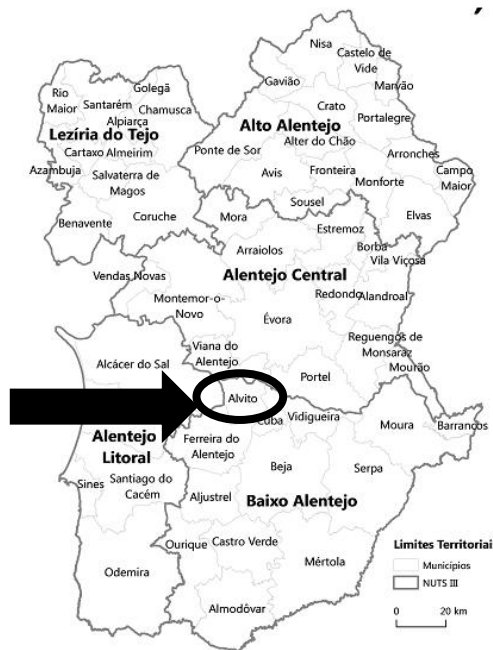 Nisa
Castelo de
Vide
Gavião
Marvão
Crato
Portalegre
Alto Alentejo
Ponte de Sor
Alter do Chão
Arronches
Avis
Fronteira
Monforte
Campo
Maior
Sousel
Elvas
Golegã
Rio
Maior
Santarém
Chamusca
Alpiarça
Lezíria do Tejo
Cartaxo
Almeirim
Azambuja
Salvaterra de
Magos
Benavente
Coruche
Mora
Estremoz
Arraiolos
Borba
Vila Viçosa
Vendas Novas
Alentejo Central
Montemor-o-
Novo
Redondo
Alandroal
Évora
Viana do
Alentejo
Reguengos de
Monsaraz
Mourão
Portel
Alcácer do Sal
Alvito
Cuba
Vidigueira
Moura
Barrancos
Alentejo
Litoral
Ferreira do
Alentejo
Beja
Serpa
Sines
Santiago do
Cacém
Aljustrel
Baixo Alentejo
Ourique
Castro Verde
Mértola
Odemira
Almodôvar
Limites Territoriai
Municípios
NUTS III
0 20 km